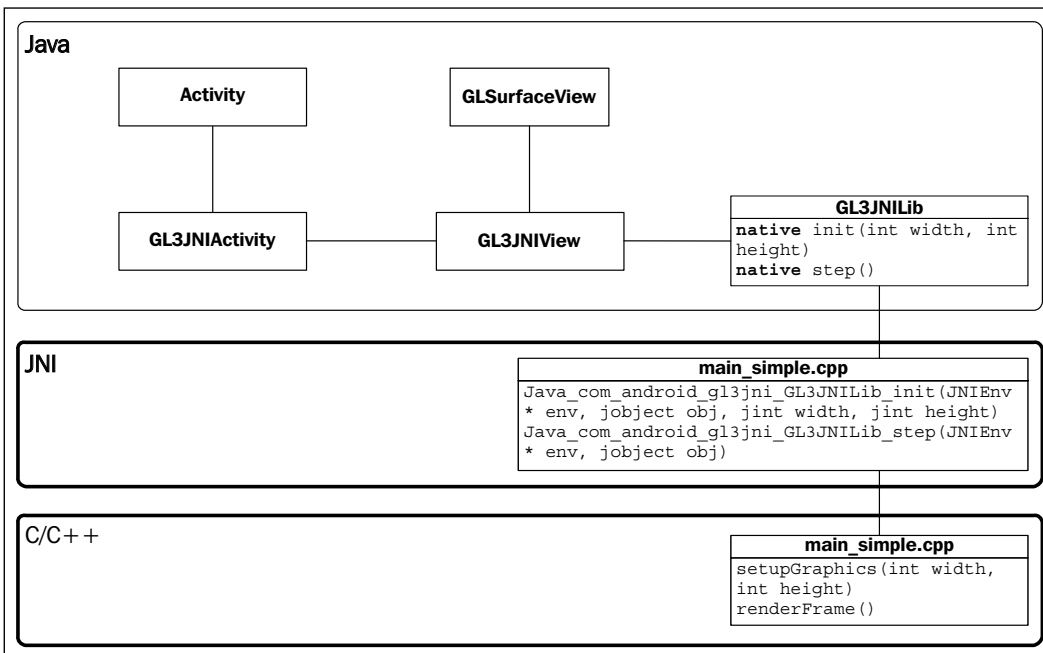 Java
Activity
GLSurfaceView
GL3JNIActivity
GL3JNIView
GL3JNILib
native init(int width, int
height)
native step()
JNI
main_simple.cpp
Java_com_android_gl3jni_GL3JNILib_init(JNIEnv
* env, jobject obj, jint width, jint height)
Java_com_android_gl3jni_GL3JNILib_step(JNIEnv
* env, jobject obj)
C/C++
main_simple.cpp
setupGraphics(int width,
int height)
renderFrame()